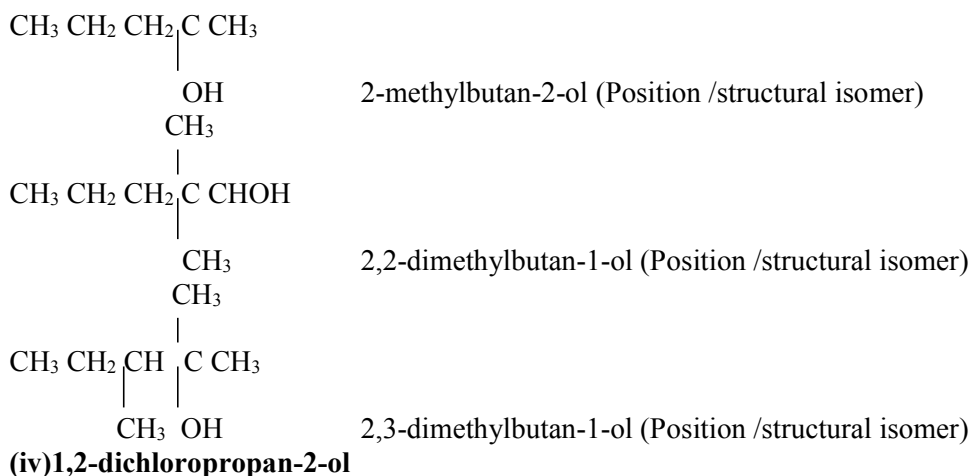 CH₃ CH₂ CH₂ C CH₃
OH 2-methylbutan-2-ol (Position /structural isomer)
CH₃
CH₃ CH₂ CH₂ C CHOH
CH₃ 2,2-dimethylbutan-1-ol (Position /structural isomer)
CH₃
CH₃ CH₂ CH C CH₃
CH₃ OH 2,3-dimethylbutan-1-ol (Position /structural isomer)
(iv)1,2-dichloropropan-2-ol